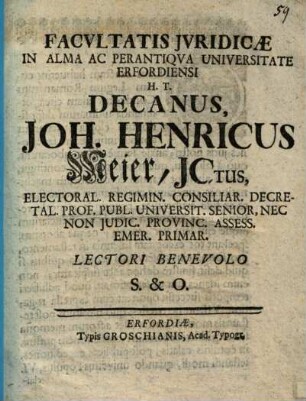 59
FACVLTATIS JVRIDICÆ
IN ALMA AC PERANTIQVA UNIVERSITATE
ERFORDIENSI
H. T.
DECANUS,
JOH. HENRICUS
Meier, JCTUS,
ELECTORAL. REGIMIN. CONSILIAR. DECRE-
TAL. PROF. PUBL. UNIVERSIT. SENIOR, NEC
NON JUDIC. PROVINC. ASSESS.
EMER. PRIMAR.
LECTORI BENEVOLO
S. & O.
ERFORDIÆ,
Typis GROSCHIANIS, Acad. Typogr.